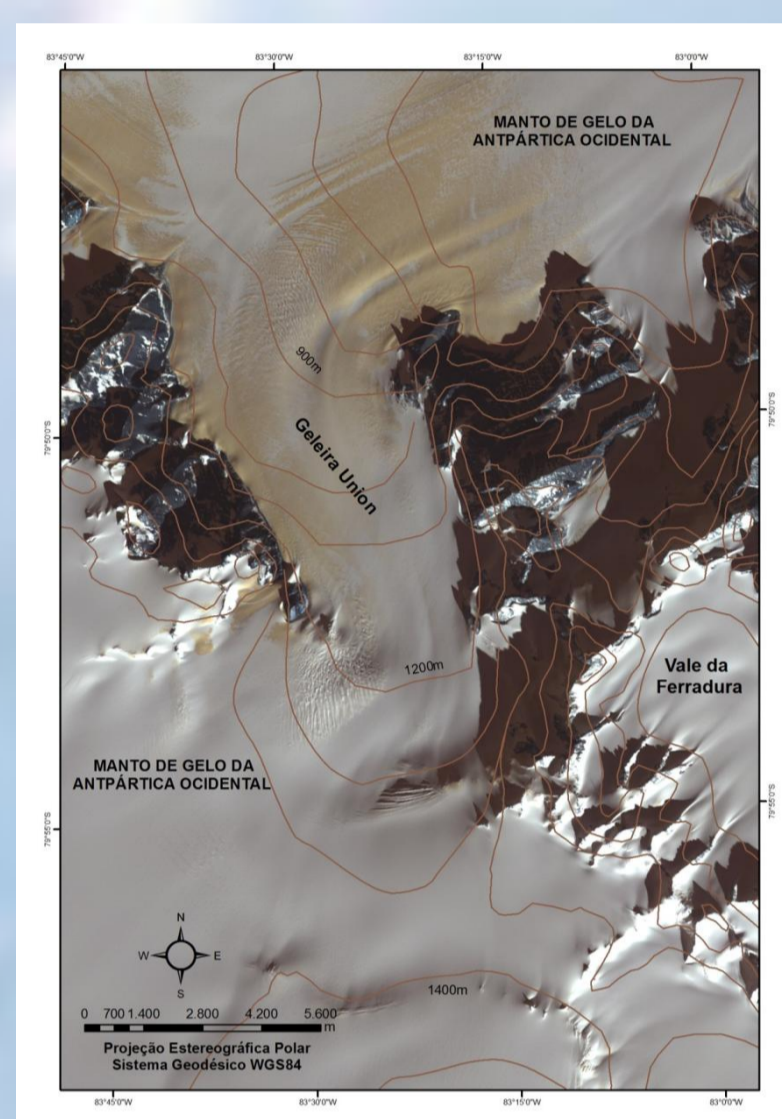 83°45'0"W 83°30'0"W 83°15'0"W 83°0'0"W
MANTO DE GELO DA
ANTPÁRTICA OCIDENTAL
900m
79°50'0"S
79°50'0"S
Geleira Union
1200m
Vale da
Ferradura
MANTO DE GELO DA
ANTPÁRTICA OCIDENTAL
79°55'0"S
79°55'0"S
N
W E
S
1400m
0 700 1.400 2.800 4.200 5.600
m
Projeção Estereográfica Polar
Sistema Geodésico WGS84
83°45'0"W 83°30'0"W 83°15'0"W 83°0'0"W